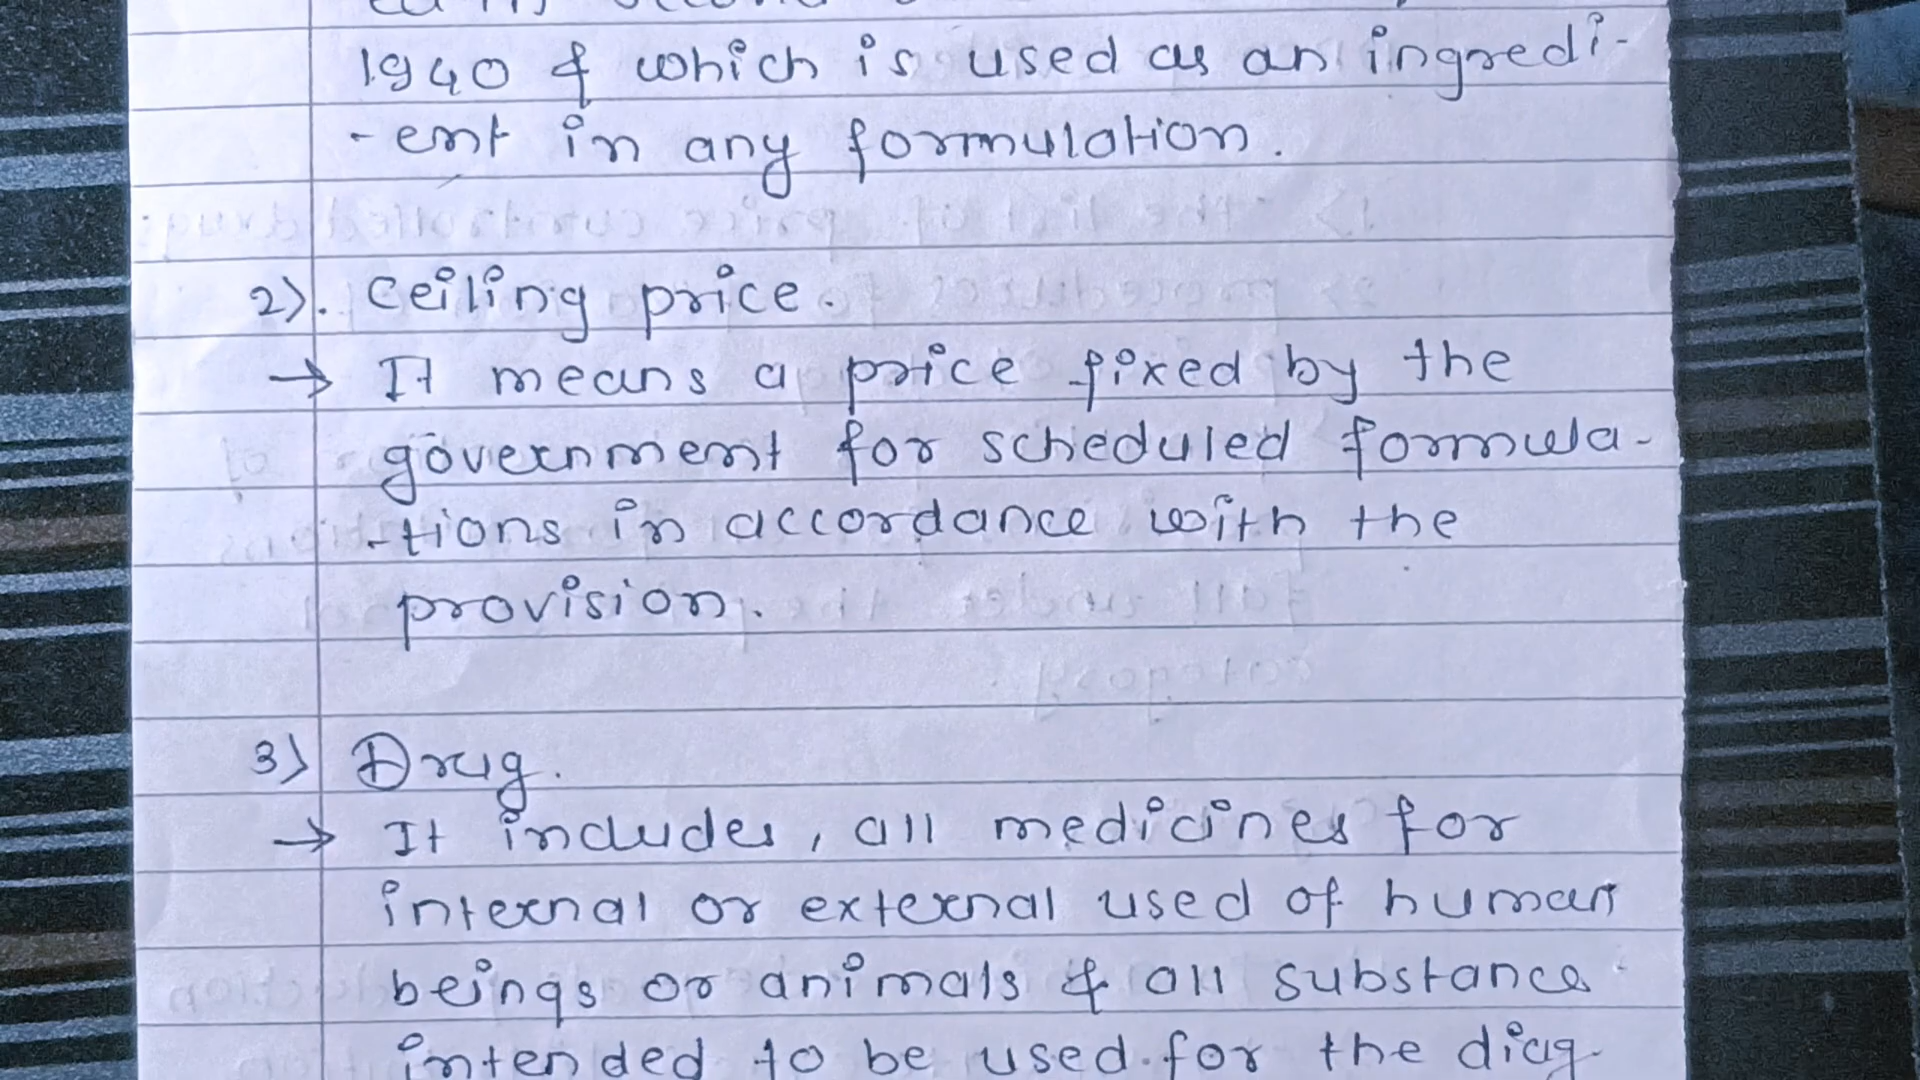 1940 & which is used as an ingredi-
-ent in any formulation.
2). Ceiling price.
→ It means a price fixed by the
government for scheduled formula-
-tions in accordance with the
provision.
3) Drug.
→ It includes, all medicines for
internal or external used of human
beings or animals & all substance
intended to be used for the diag-